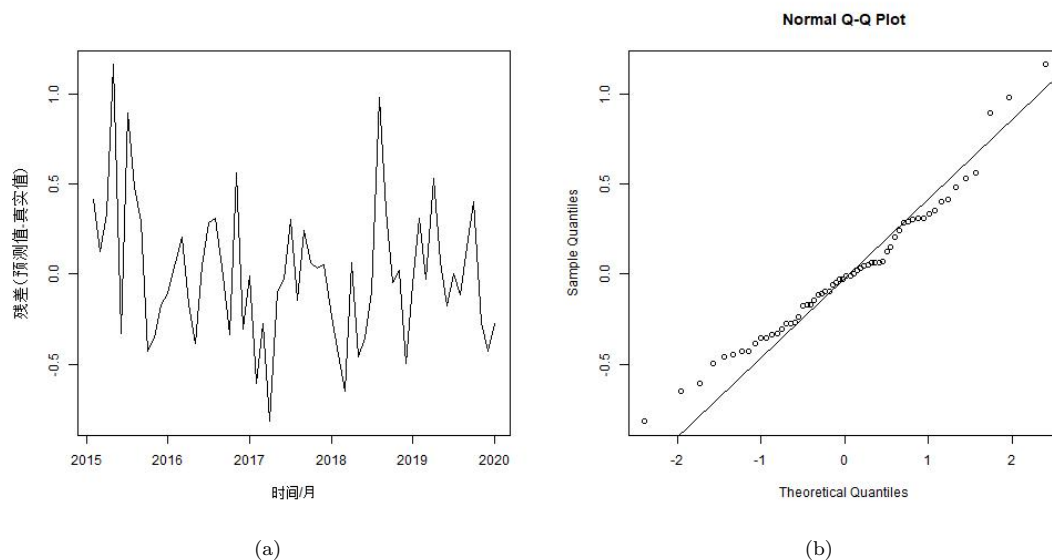 残差(预测值-真实值)
1.0
0.5
0.0
-0.5
2015 2016 2017 2018 2019 2020
时间/月
(a)
Normal Q-Q Plot
Sample Quantiles
1.0
0.5
0.0
-0.5
-2 -1 0 1 2
Theoretical Quantiles
(b)